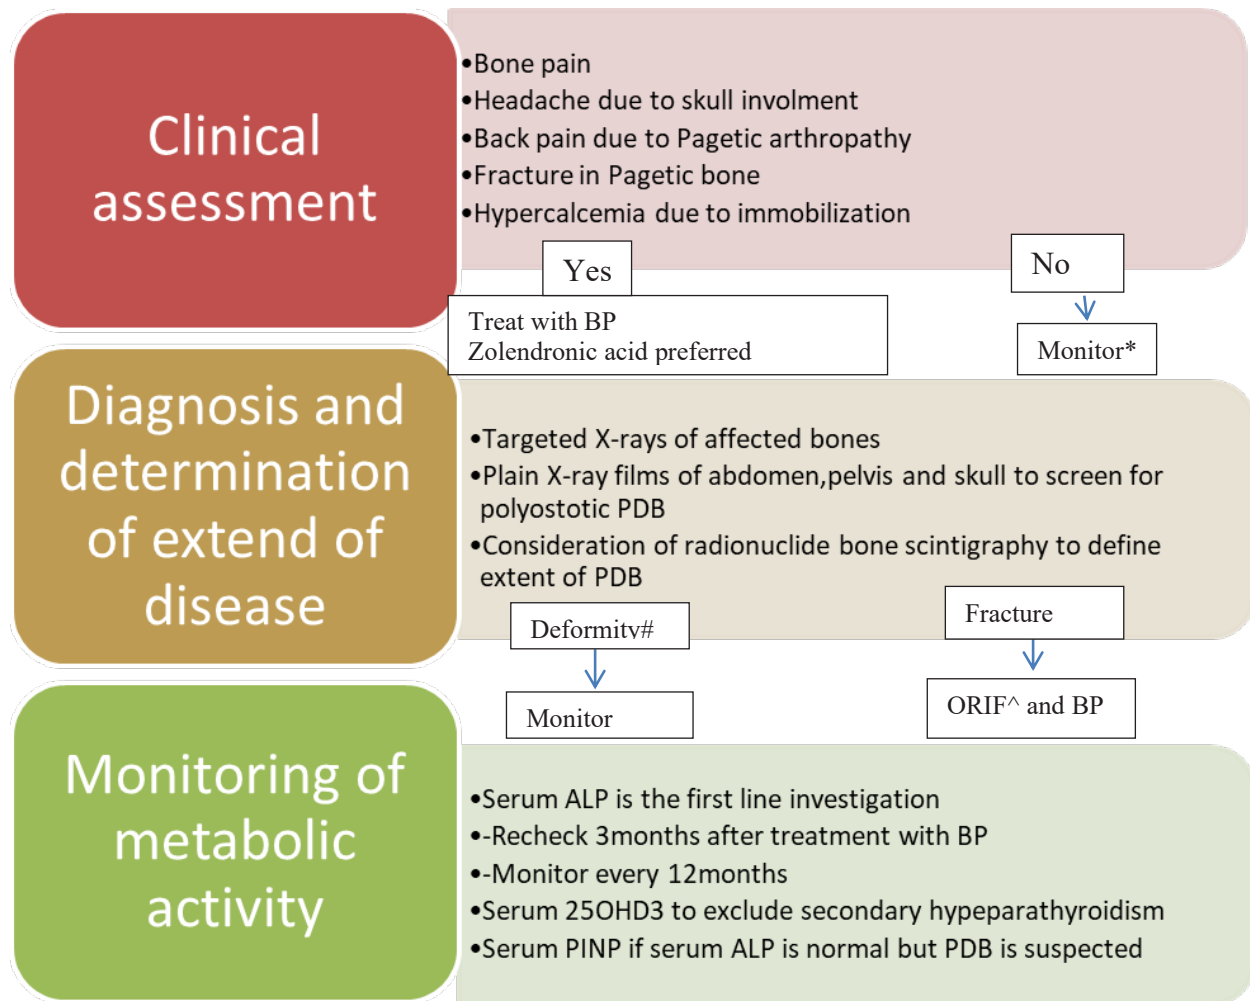 Clinical
assessment
•Bone pain
•Headache due to skull involment
•Back pain due to Pagetic arthropathy
•Fracture in Pagetic bone
•Hypercalcemia due to immobilization
Yes
No
Treat with BP
Zolendronic acid preferred
Monitor*
Diagnosis and
determination
of extend of
disease
•Targeted X-rays of affected bones
•Plain X-ray films of abdomen,pelvis and skull to screen for
polyostotic PDB
•Consideration of radionuclide bone scintigraphy to define
extent of PDB
Deformity#
Fracture
Monitor
ORIF^ and BP
Monitoring of
metabolic
activity
•Serum ALP is the first line investigation
•-Recheck 3months after treatment with BP
•-Monitor every 12months
•Serum 25OHD3 to exclude secondary hypeparathyroidism
•Serum PINP if serum ALP is normal but PDB is suspected